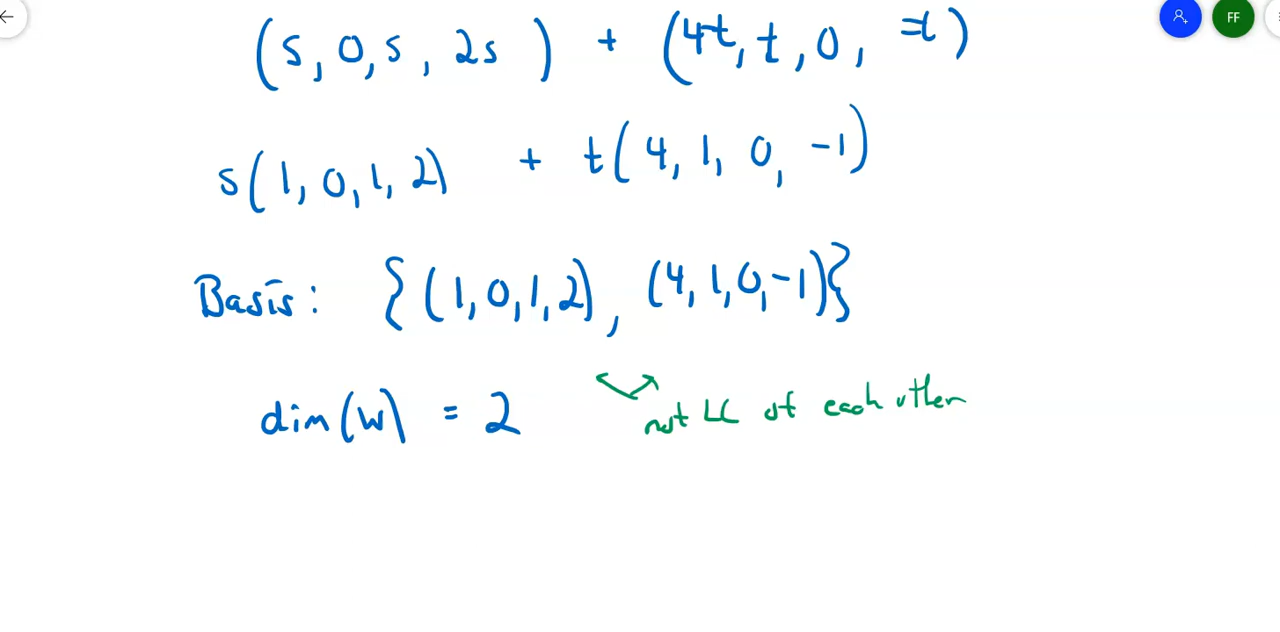 FF
(s, 0, s, 2s) + (4t, t, 0, -t)
s(1, 0, 1, 2) + t(4, 1, 0, -1)
Basis: {(1, 0, 1, 2), (4, 1, 0, -1)}
dim(W) = 2
not LC of each other